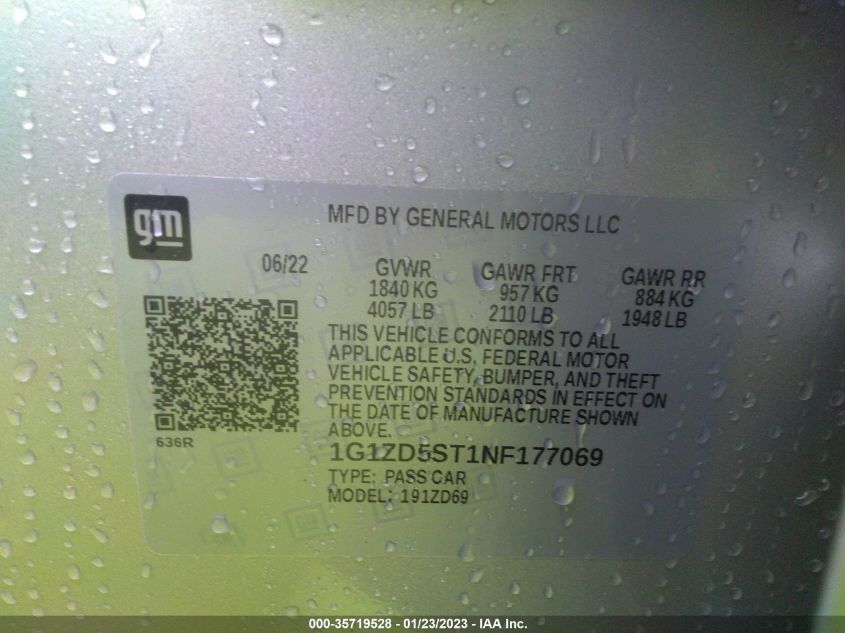 gm
MFD BY GENERAL MOTORS LLC
06/22
GVWR GAWR FRT GAWR RR
1840 KG 957 KG 884 KG
4057 LB 2110 LB 1948 LB
THIS VEHICLE CONFORMS TO ALL
APPLICABLE U.S. FEDERAL MOTOR
VEHICLE SAFETY, BUMPER, AND THEFT
PREVENTION STANDARDS IN EFFECT ON
THE DATE OF MANUFACTURE SHOWN
ABOVE.
636R
1G1ZD5ST1NF177069
TYPE: PASS CAR
MODEL: 191ZD69
000-35719528 - 01/23/2023 - IAA Inc.